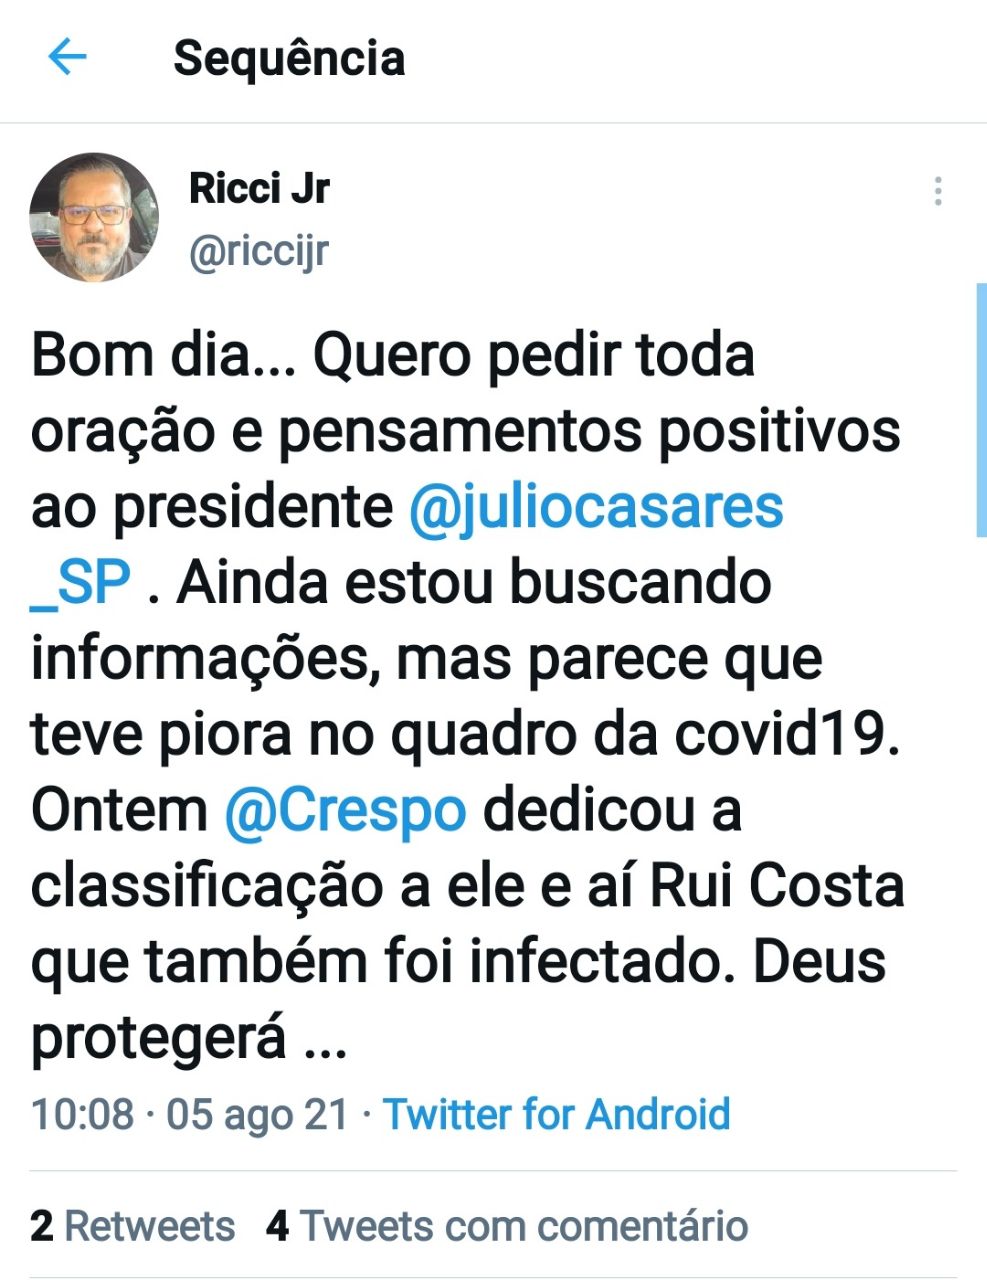 Sequência
Ricci Jr
@riccijr
Bom dia... Quero pedir toda
oração e pensamentos positivos
ao presidente @juliocasares
_SP . Ainda estou buscando
informações, mas parece que
teve piora no quadro da covid19.
Ontem @Crespo dedicou a
classificação a ele e aí Rui Costa
que também foi infectado. Deus
protegerá ...
10:08 · 05 ago 21 · Twitter for Android
2 Retweets 4 Tweets com comentário